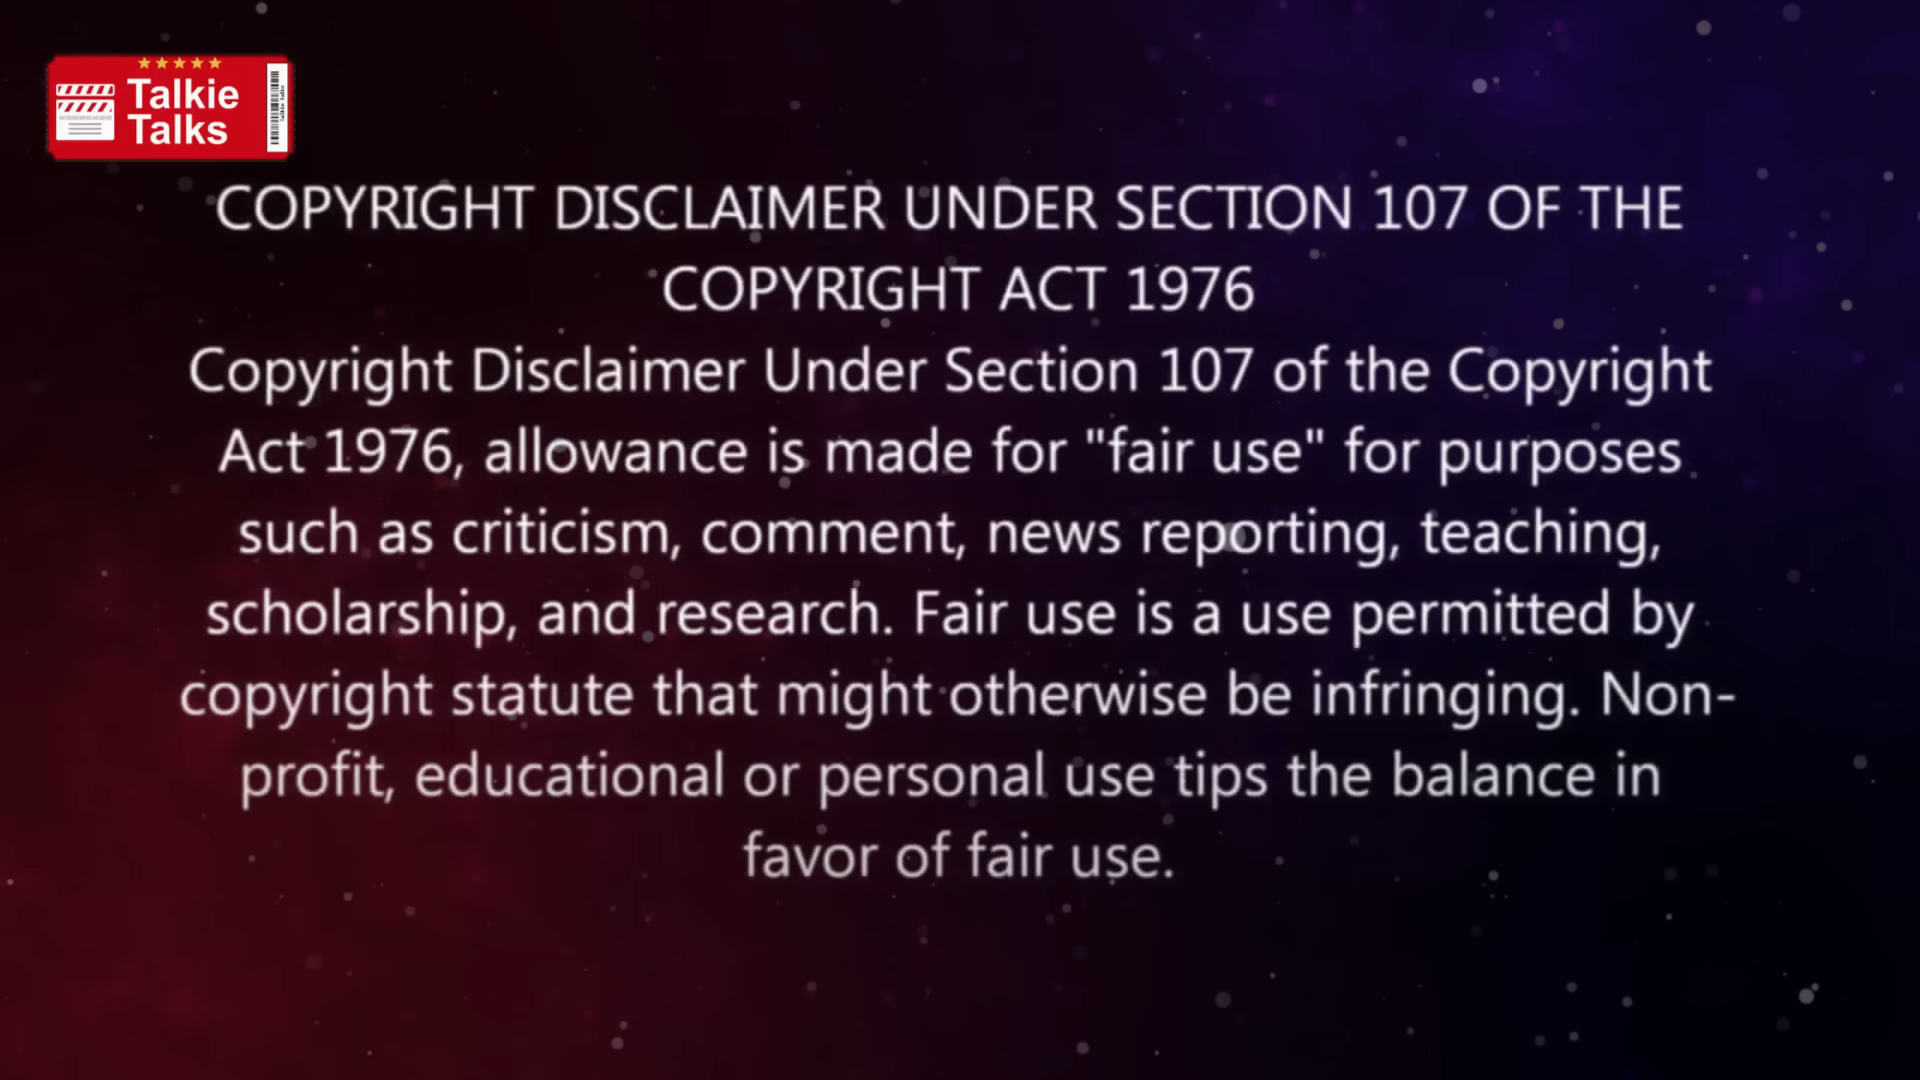 Talkie
Talks
COPYRIGHT DISCLAIMER UNDER SECTION 107 OF THE
COPYRIGHT ACT 1976
Copyright Disclaimer Under Section 107 of the Copyright
Act 1976, allowance is made for "fair use" for purposes
such as criticism, comment, news reporting, teaching,
scholarship, and research. Fair use is a use permitted by
copyright statute that might otherwise be infringing. Non-
profit, educational or personal use tips the balance in
favor of fair use.